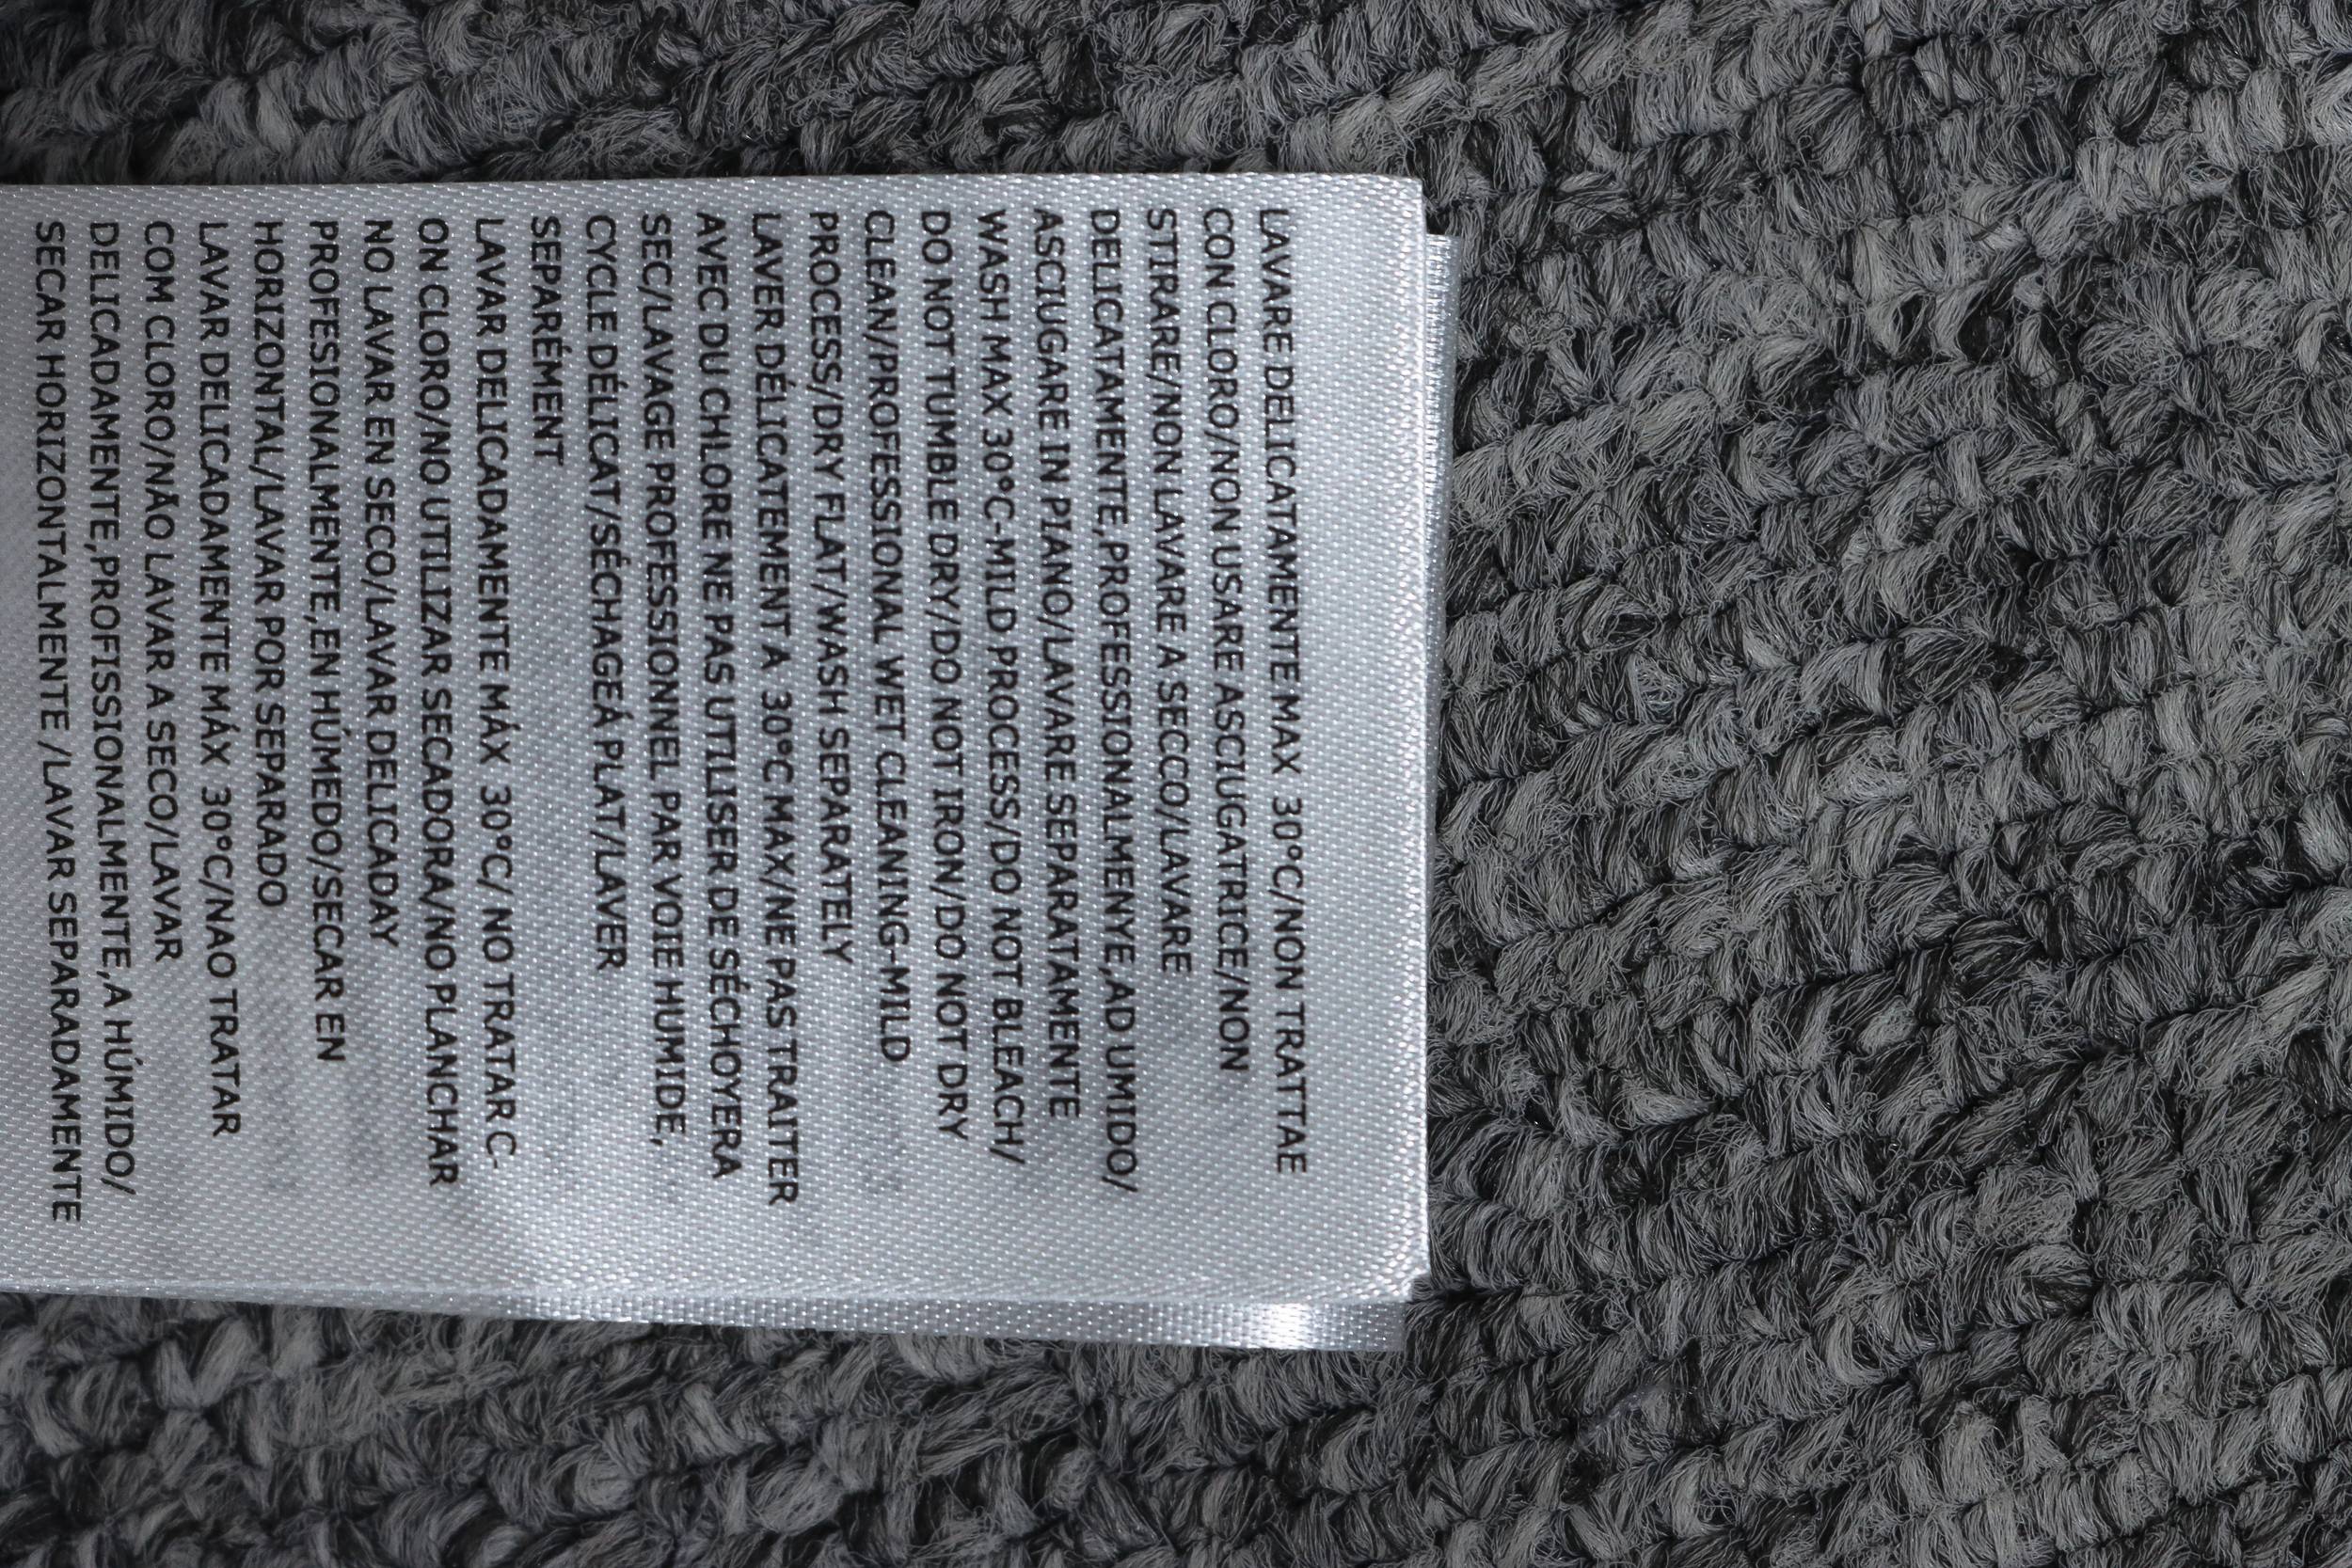 LAVARE DELICATAMENTE MAX 30°C/NON TRATTAE
CON CLORO/NON USARE ASCIUGATRICE/NON
STIRARE/NON LAVARE A SECCO/LAVARE
DELICATAMENTE,PROFESSIONALMENYE,AD UMIDO/
ASCIUGARE IN PIANO/LAVARE SEPARATAMENTE
WASH MAX 30°C-MILD PROCESS/DO NOT BLEACH/
DO NOT TUMBLE DRY/DO NOT IRON/DO NOT DRY
CLEAN/PROFESSIONAL WET CLEANING-MILD
PROCESS/DRY FLAT/WASH SEPARATELY
LAVER DÉLICATEMENT A 30°C MAX/NE PAS TRAITER
AVEC DU CHLORE NE PAS UTILISER DE SÉCHOYERA
SEC/LAVAGE PROFESSIONNEL PAR VOIE HUMIDE,
CYCLE DÉLICAT/SÉCHAGEÁ PLAT/LAVER
SEPARÉMENT
LAVAR DELICADAMENTE MÁX 30°C/ NO TRATAR C-
ON CLORO/NO UTILIZAR SECADORA/NO PLANCHAR
NO LAVAR EN SECO/LAVAR DELICADAY
PROFESIONALMENTE,EN HÚMEDO/SECAR EN
HORIZONTAL/LAVAR POR SEPARADO
LAVAR DELICADAMENTE MÁX 30°C/NAO TRATAR
COM CLORO/NÃO LAVAR A SECO/LAVAR
DELICADAMENTE,PROFISSIONALMENTE,A HÚMIDO/
SECAR HORIZONTALMENTE /LAVAR SEPARADAMENTE